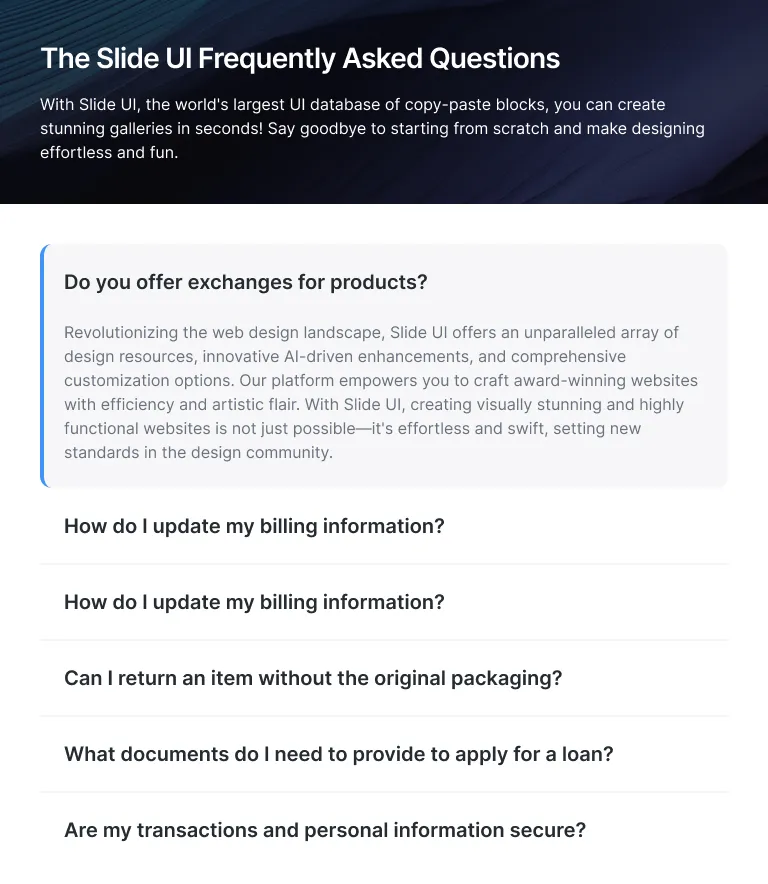 The Slide UI Frequently Asked Questions
With Slide UI, the world's largest UI database of copy-paste blocks, you can create
stunning galleries in seconds! Say goodbye to starting from scratch and make designing
effortless and fun.
Do you offer exchanges for products?
Revolutionizing the web design landscape, Slide UI offers an unparalleled array of
design resources, innovative AI-driven enhancements, and comprehensive
customization options. Our platform empowers you to craft award-winning websites
with efficiency and artistic flair. With Slide UI, creating visually stunning and highly
functional websites is not just possible—it's effortless and swift, setting new
standards in the design community.
How do I update my billing information?
How do I update my billing information?
Can I return an item without the original packaging?
What documents do I need to provide to apply for a loan?
Are my transactions and personal information secure?